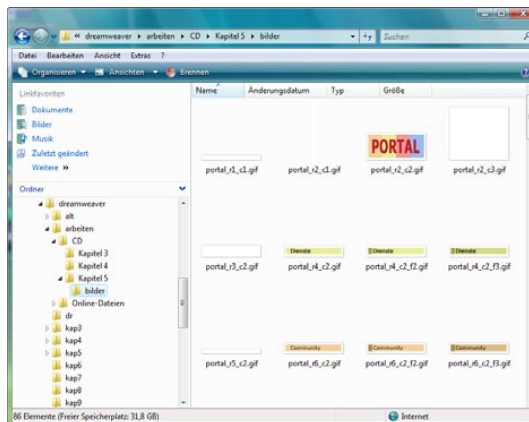 « dreamweaver ▸ arbeiten ▸ CD ▸ Kapitel 5 ▸ bilder
Suchen
Datei Bearbeiten Ansicht Extras ?
Organisieren Ansichten Brennen
Linkfavoriten
Dokumente
Bilder
Musik
Zuletzt geändert
Weitere »
Ordner
dreamweaver
alt
arbeiten
CD
Kapitel 3
Kapitel 4
Kapitel 5
bilder
Online-Dateien
dr
kap3
kap4
kap5
kap6
kap7
kap8
kap9
Name Änderungsdatum Typ Größe
PORTAL
portal_r1_c1.gif portal_r2_c1.gif portal_r2_c2.gif portal_r2_c3.gif
Dienste Dienste Dienste
portal_r3_c2.gif portal_r4_c2.gif portal_r4_c2_f2.gif portal_r4_c2_f3.gif
Community Community Community
portal_r5_c2.gif portal_r6_c2.gif portal_r6_c2_f2.gif portal_r6_c2_f3.gif
86 Elemente (Freier Speicherplatz: 31,8 GB) Internet